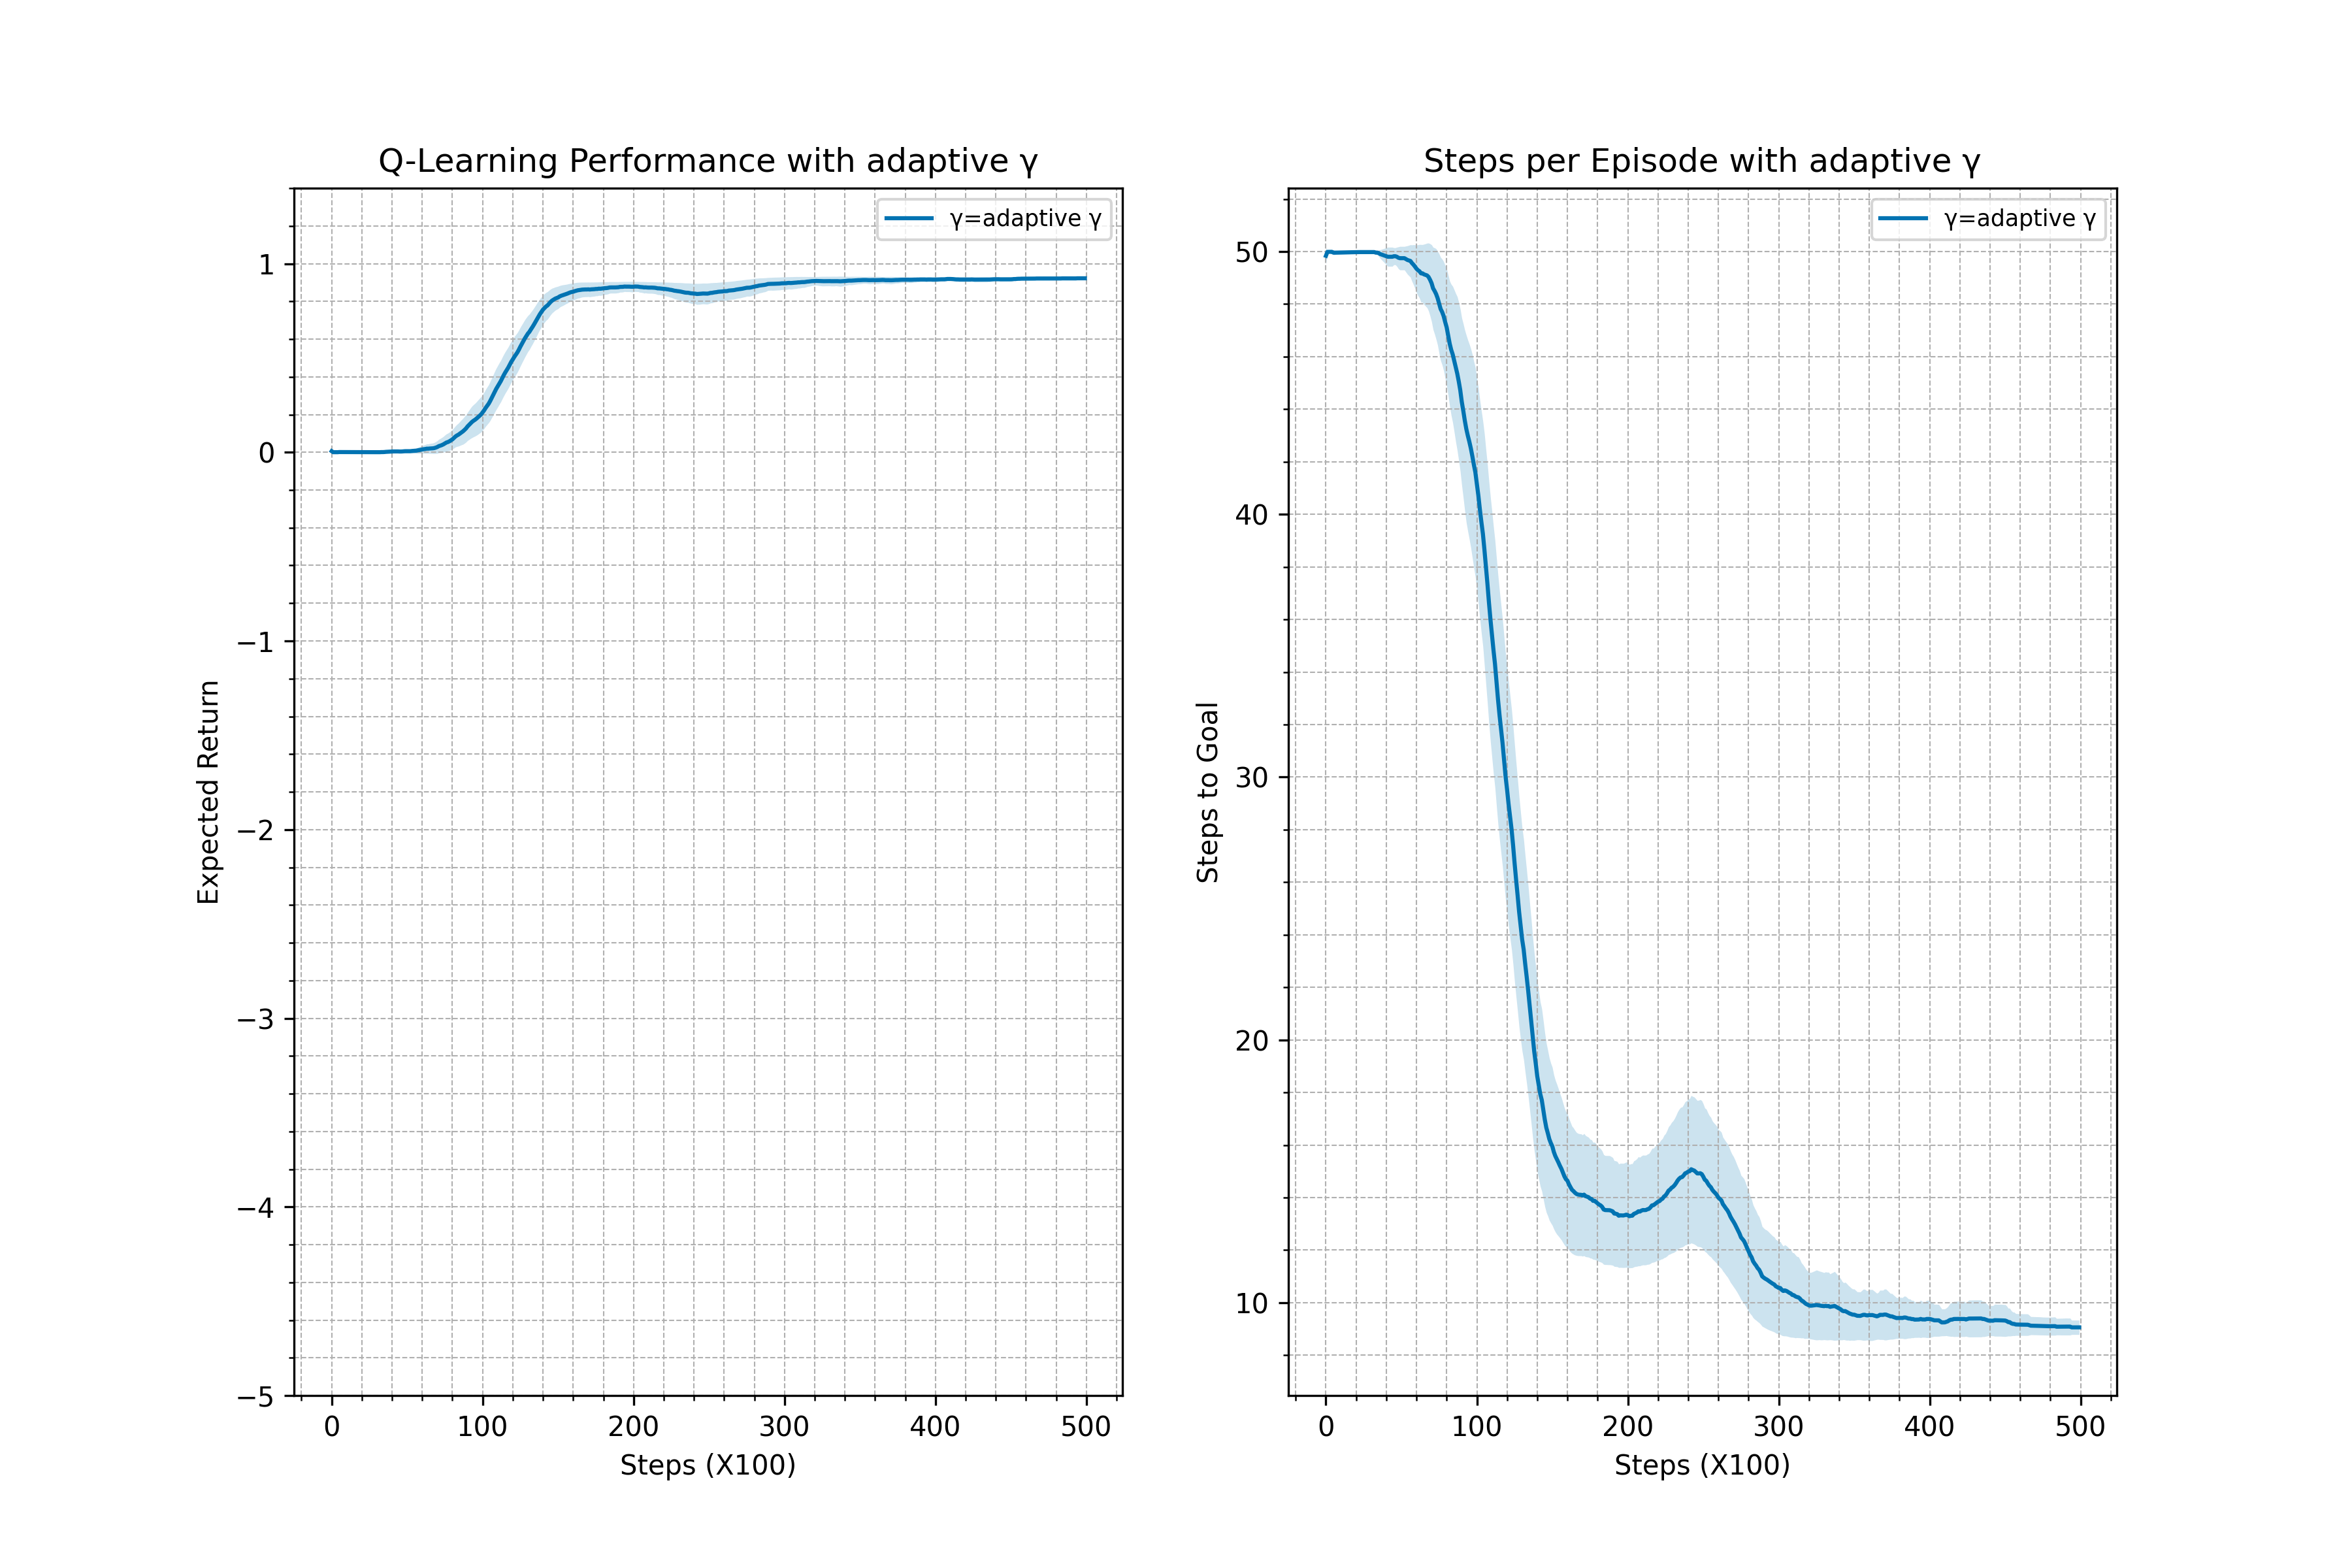 Q-Learning Performance with adaptive γ
γ=adaptive γ
1
0
−1
−2
−3
−4
−5
Expected Return
0 100 200 300 400 500
Steps (X100)
Steps per Episode with adaptive γ
γ=adaptive γ
50
40
30
20
10
Steps to Goal
0 100 200 300 400 500
Steps (X100)